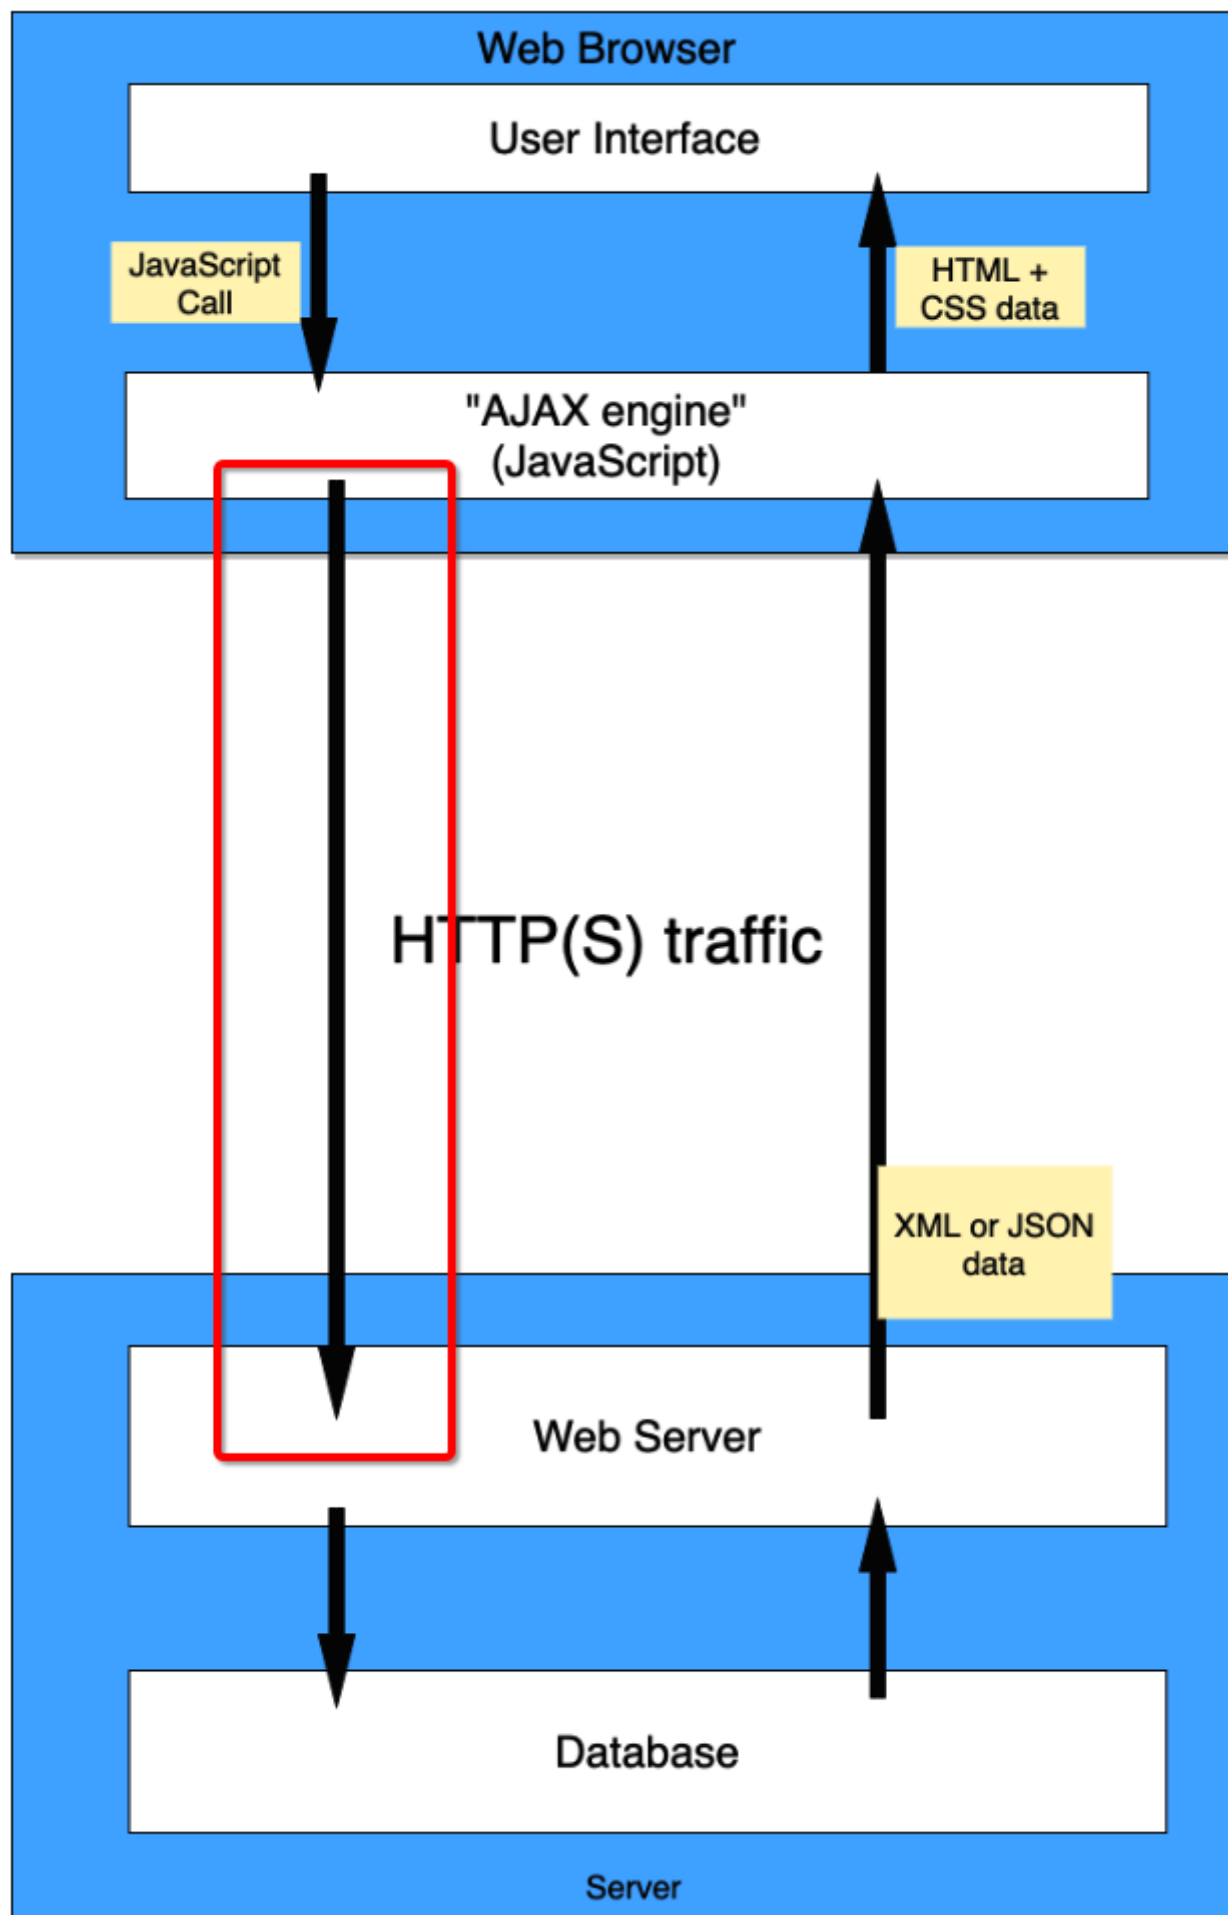 Web Browser
User Interface
JavaScript
Call
HTML +
CSS data
"AJAX engine"
(JavaScript)
HTTP(S) traffic
XML or JSON
data
Web Server
Database
Server